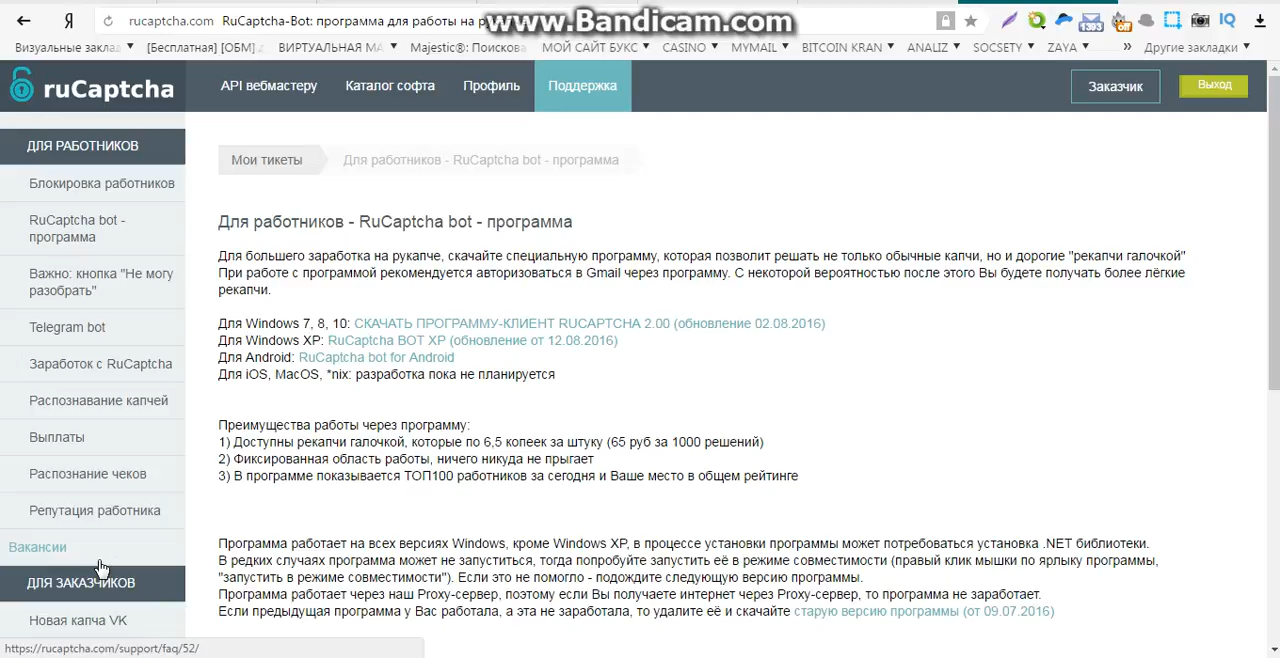 rucaptcha.com RuCaptcha-Bot: программа для работы на
www.Bandicam.com
1393
off
IQ
Визуальные заклад
[Бесплатная] [ОБМ]
ВИРТУАЛЬНАЯ МА
Majestic®: Поискова
МОЙ САЙТ БУКС
CASINO
MYMAIL
BITCOIN KRAN
ANALIZ
SOCSETY
ZAYA
» Другие закладки
ruCaptcha
API вебмастеру
Каталог софта
Профиль
Поддержка
Заказчик
Выход
ДЛЯ РАБОТНИКОВ
Блокировка работников
RuCaptcha bot -
программа
Важно: кнопка "Не могу
разобрать"
Telegram bot
Заработок с RuCaptcha
Распознавание капчей
Выплаты
Распознание чеков
Репутация работника
Вакансии
ДЛЯ ЗАКАЗЧИКОВ
Новая капча VK
Мои тикеты
Для работников - RuCaptcha bot - программа
Для работников - RuCaptcha bot - программа
Для большего заработка на рукапче, скачайте специальную программу, которая позволит решать не только обычные капчи, но и дорогие "рекапчи галочкой"
При работе с программой рекомендуется авторизоваться в Gmail через программу. С некоторой вероятностью после этого Вы будете получать более лёгкие
рекапчи.
Для Windows 7, 8, 10: СКАЧАТЬ ПРОГРАММУ-КЛИЕНТ RUCAPTCHA 2.00 (обновление 02.08.2016)
Для Windows XP: RuCaptcha BOT XP (обновление от 12.08.2016)
Для Android: RuCaptcha bot for Android
Для iOS, MacOS, *nix: разработка пока не планируется
Преимущества работы через программу:
1) Доступны рекапчи галочкой, которые по 6,5 копеек за штуку (65 руб за 1000 решений)
2) Фиксированная область работы, ничего никуда не прыгает
3) В программе показывается ТОП100 работников за сегодня и Ваше место в общем рейтинге
Программа работает на всех версиях Windows, кроме Windows XP, в процессе установки программы может потребоваться установка .NET библиотеки.
В редких случаях программа может не запуститься, тогда попробуйте запустить её в режиме совместимости (правый клик мышки по ярлыку программы,
"запустить в режиме совместимости"). Если это не помогло - подождите следующую версию программы.
Программа работает через наш Proxy-сервер, поэтому если Вы получаете интернет через Proxy-сервер, то программа не заработает.
Если предыдущая программа у Вас работала, а эта не заработала, то удалите её и скачайте старую версию программы (от 09.07.2016)
https://rucaptcha.com/support/faq/52/